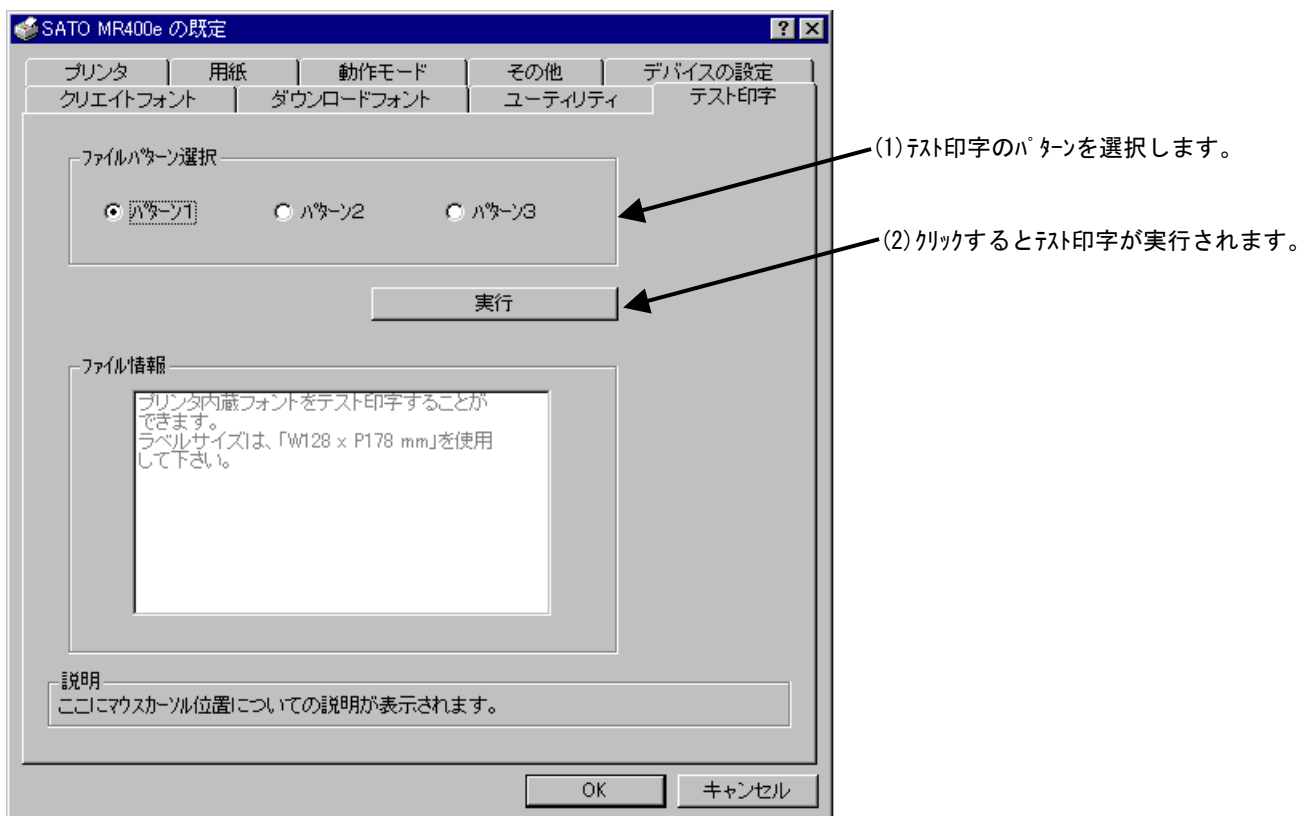 SATO MR400e の既定
プリンタ 用紙 動作モード その他 デバイスの設定
クリエイトフォント ダウンロードフォント ユーティリティ テスト印字
ﾌｧｲﾙﾊﾟﾀｰﾝ選択
ﾊﾟﾀｰﾝ1 ﾊﾟﾀｰﾝ2 ﾊﾟﾀｰﾝ3
(1)ﾃｽﾄ印字のﾊﾟﾀｰﾝを選択します。
(2)ｸﾘｯｸするとﾃｽﾄ印字が実行されます。
実行
ﾌｧｲﾙ情報
プリンタ内蔵フォントをテスト印字することが
できます。
ラベルサイズは、「W128 x P178 mm」を使用
して下さい。
説明
ここにﾏｳｽｶｰｿﾙ位置についての説明が表示されます。
OK キャンセル